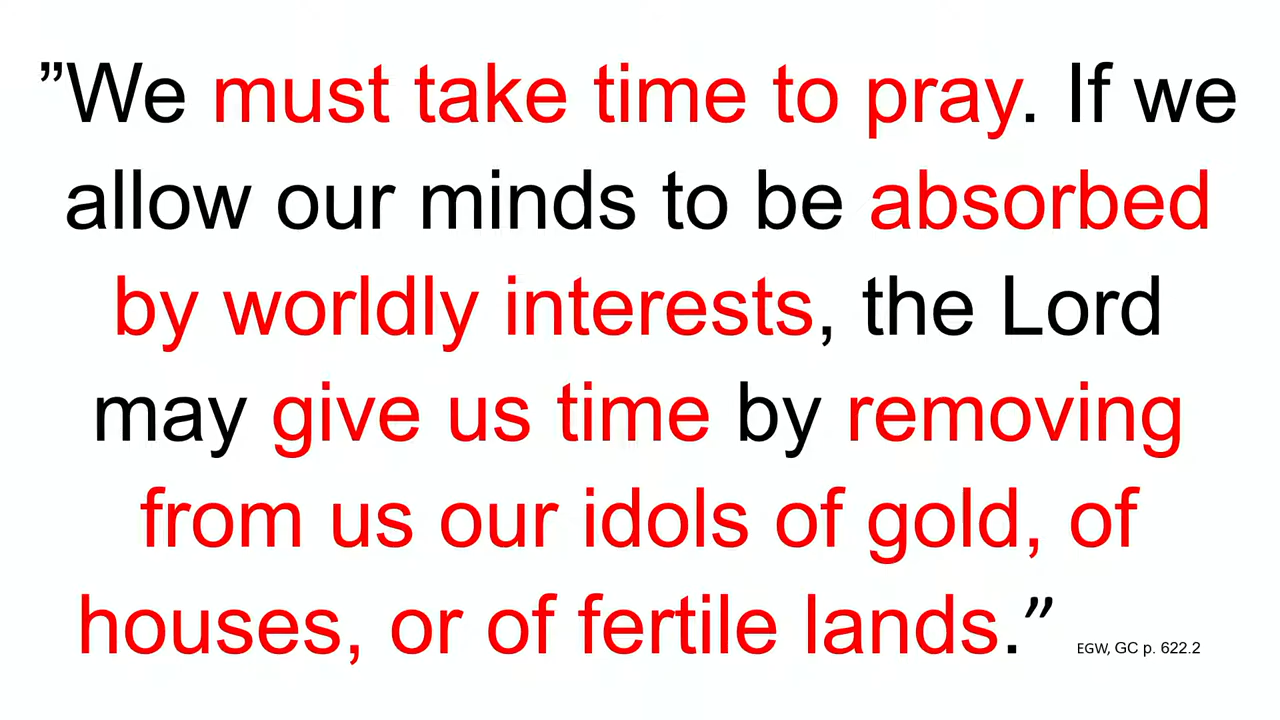 ”We must take time to pray. If we
allow our minds to be absorbed
by worldly interests, the Lord
may give us time by removing
from us our idols of gold, of
houses, or of fertile lands.” EGW, GC p. 622.2